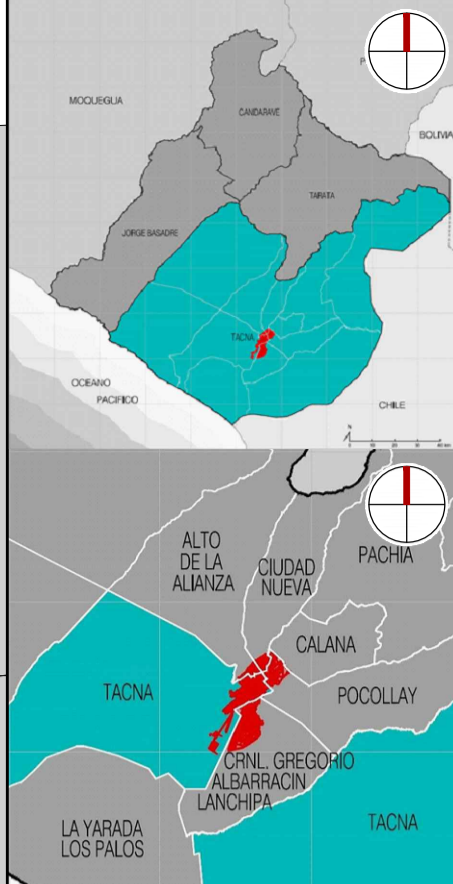 MOQUEGUA
CANDARAVE
BOLIVIA
TARATA
JORGE BASADRE
TACNA
OCEANO
PACIFICO
CHILE
N
ALTO
DE LA
ALIANZA
CIUDAD
NUEVA
PACHIA
CALANA
TACNA
POCOLLAY
CRNL. GREGORIO
ALBARRACIN
LANCHIPA
LA YARADA
LOS PALOS
TACNA